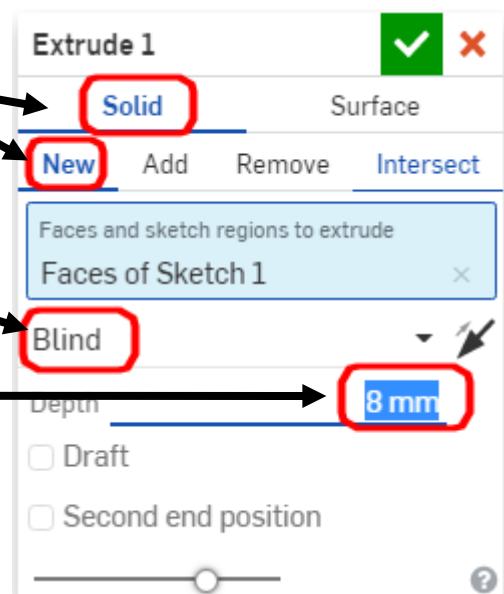 Extrude 1
Solid Surface
New Add Remove Intersect
Faces and sketch regions to extrude
Faces of Sketch 1
Blind
Depth 8 mm
Draft
Second end position